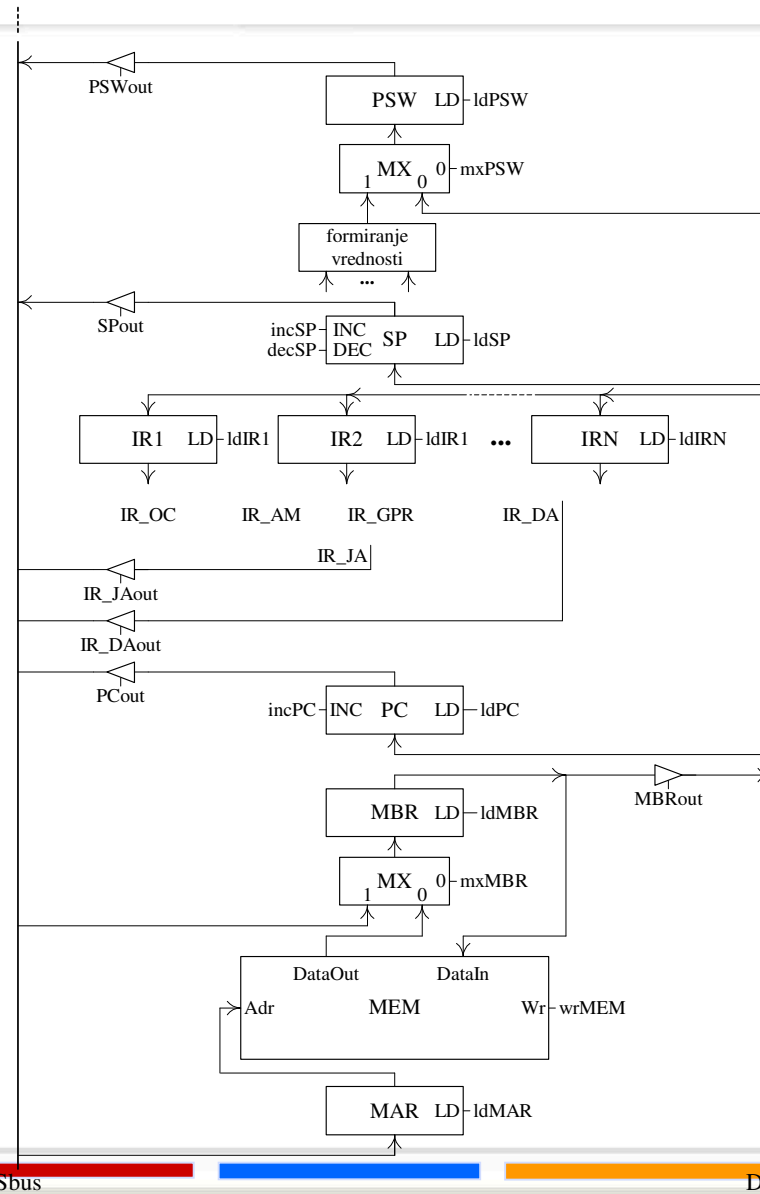 PSWout
PSW LD ldPSW
MX 0 mxPSW
1 0
formiranje
vrednosti
...
SPout
incSP INC SP LD ldSP
decSP DEC
IR1 LD ldIR1 IR2 LD ldIR1 ... IRN LD ldIRN
IR_OC IR_AM IR_GPR IR_DA
IR_JA
IR_JAout
IR_DAout
PCout
incPC INC PC LD ldPC
MBRout
MBR LD ldMBR
MX 0 mxMBR
1 0
DataOut DataIn
Adr MEM Wr wrMEM
MAR LD ldMAR
Sbus D